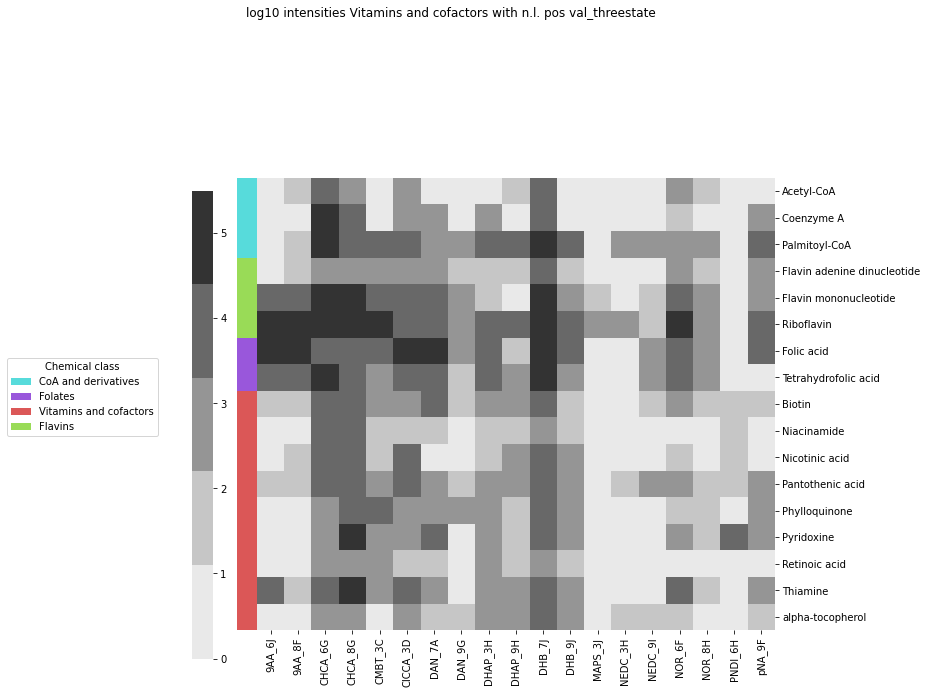 log10 intensities Vitamins and cofactors with n.l. pos val_threestate
5
4
3
2
1
0
Chemical class
CoA and derivatives
Folates
Vitamins and cofactors
Flavins
Acetyl-CoA
Coenzyme A
Palmitoyl-CoA
Flavin adenine dinucleotide
Flavin mononucleotide
Riboflavin
Folic acid
Tetrahydrofolic acid
Biotin
Niacinamide
Nicotinic acid
Pantothenic acid
Phylloquinone
Pyridoxine
Retinoic acid
Thiamine
alpha-tocopherol
9AA_6J
9AA_8F
CHCA_6G
CHCA_8G
CMBT_3C
ClCCA_3D
DAN_7A
DAN_9G
DHAP_3H
DHAP_9H
DHB_7J
DHB_9J
MAPS_3J
NEDC_3H
NEDC_9I
NOR_6F
NOR_8H
PNDI_6H
pNA_9F